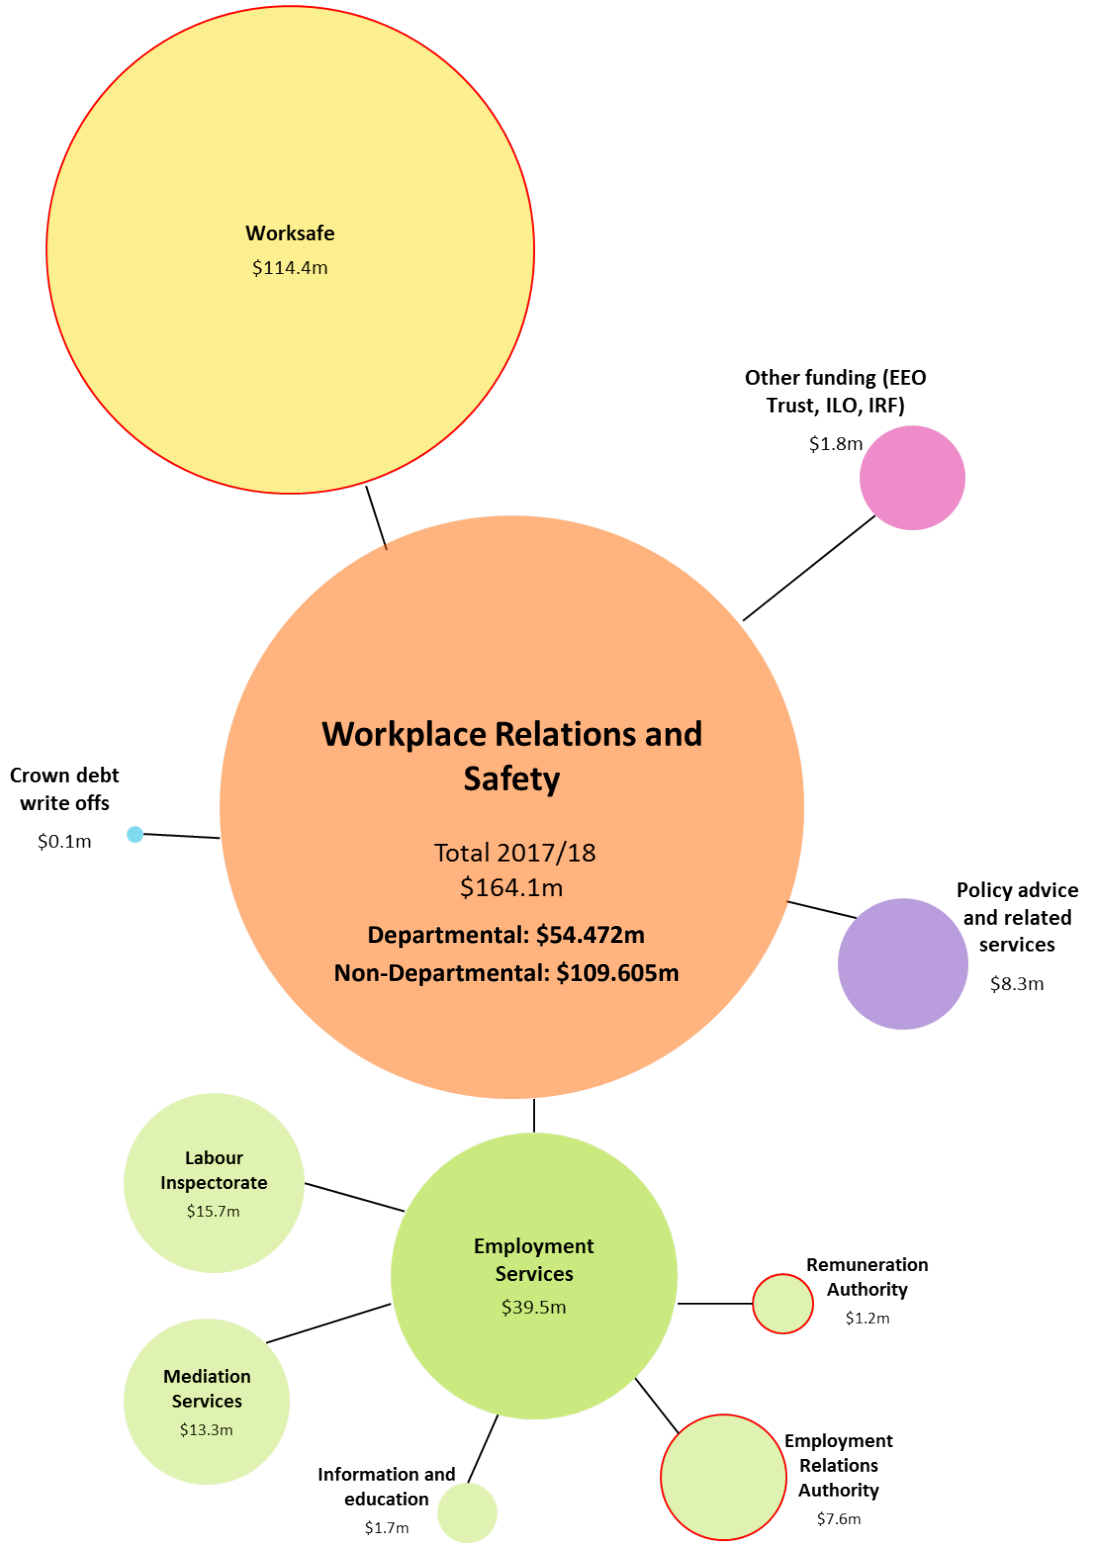 Worksafe
$114.4m
Other funding (EEO
Trust, ILO, IRF)
$1.8m
Workplace Relations and
Safety
Total 2017/18
$164.1m
Departmental: $54.472m
Non-Departmental: $109.605m
Crown debt
write offs
$0.1m
Policy advice
and related
services
$8.3m
Labour
Inspectorate
$15.7m
Employment
Services
$39.5m
Remuneration
Authority
$1.2m
Mediation
Services
$13.3m
Information and
education
$1.7m
Employment
Relations
Authority
$7.6m